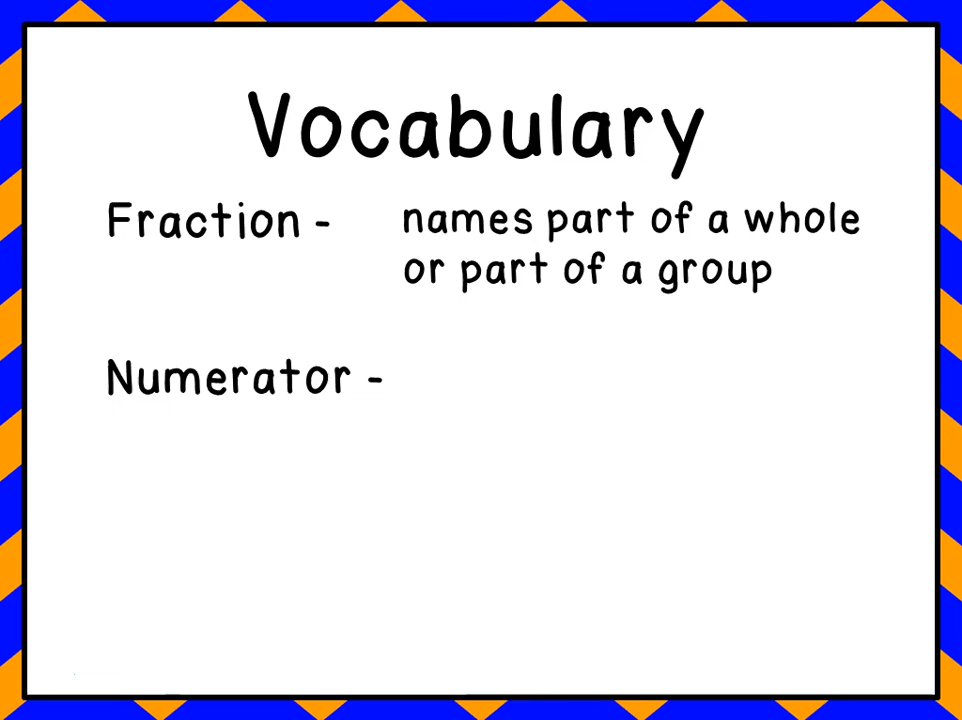 Vocabulary
Fraction - names part of a whole
or part of a group
Numerator -